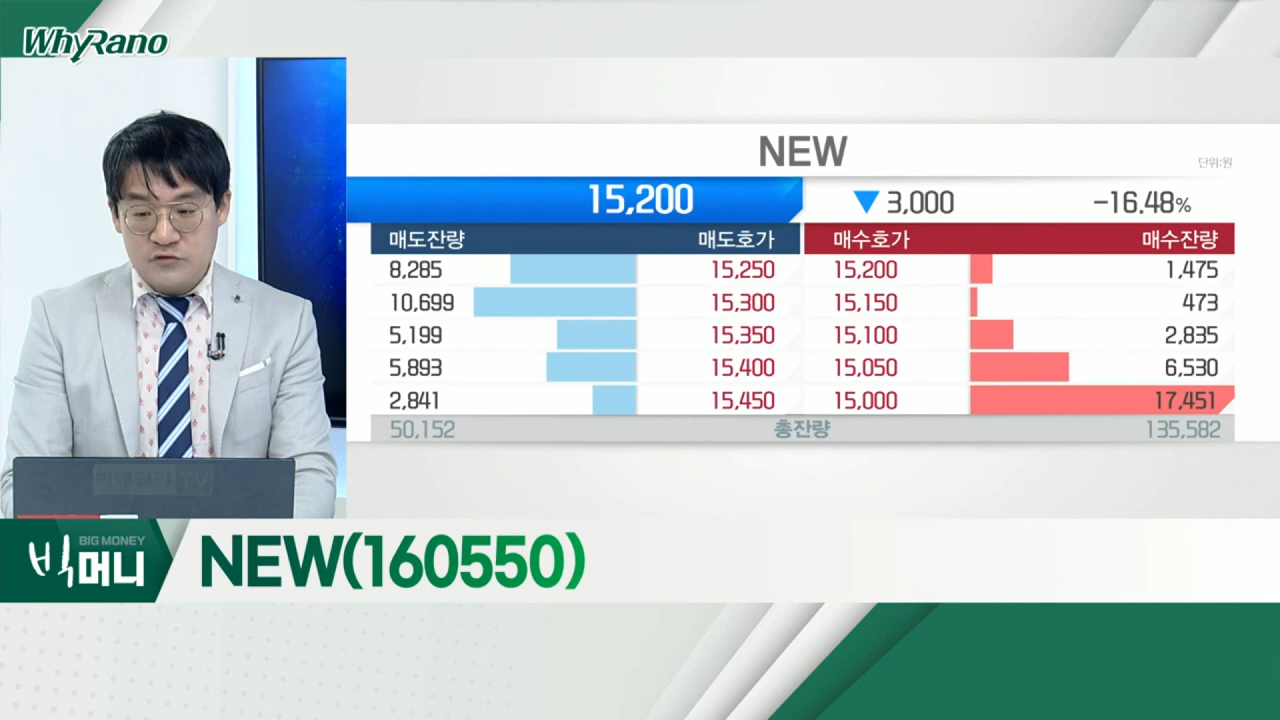 WhyRano
NEW
단위:원
15,200 ▼ 3,000 -16.48%
매도잔량 매도호가 매수호가 매수잔량
8,285 15,250 15,200 1,475
10,699 15,300 15,150 473
5,199 15,350 15,100 2,835
5,893 15,400 15,050 6,530
2,841 15,450 15,000 17,451
50,152 총잔량 135,582
BIG MONEY
빅머니
NEW(160550)